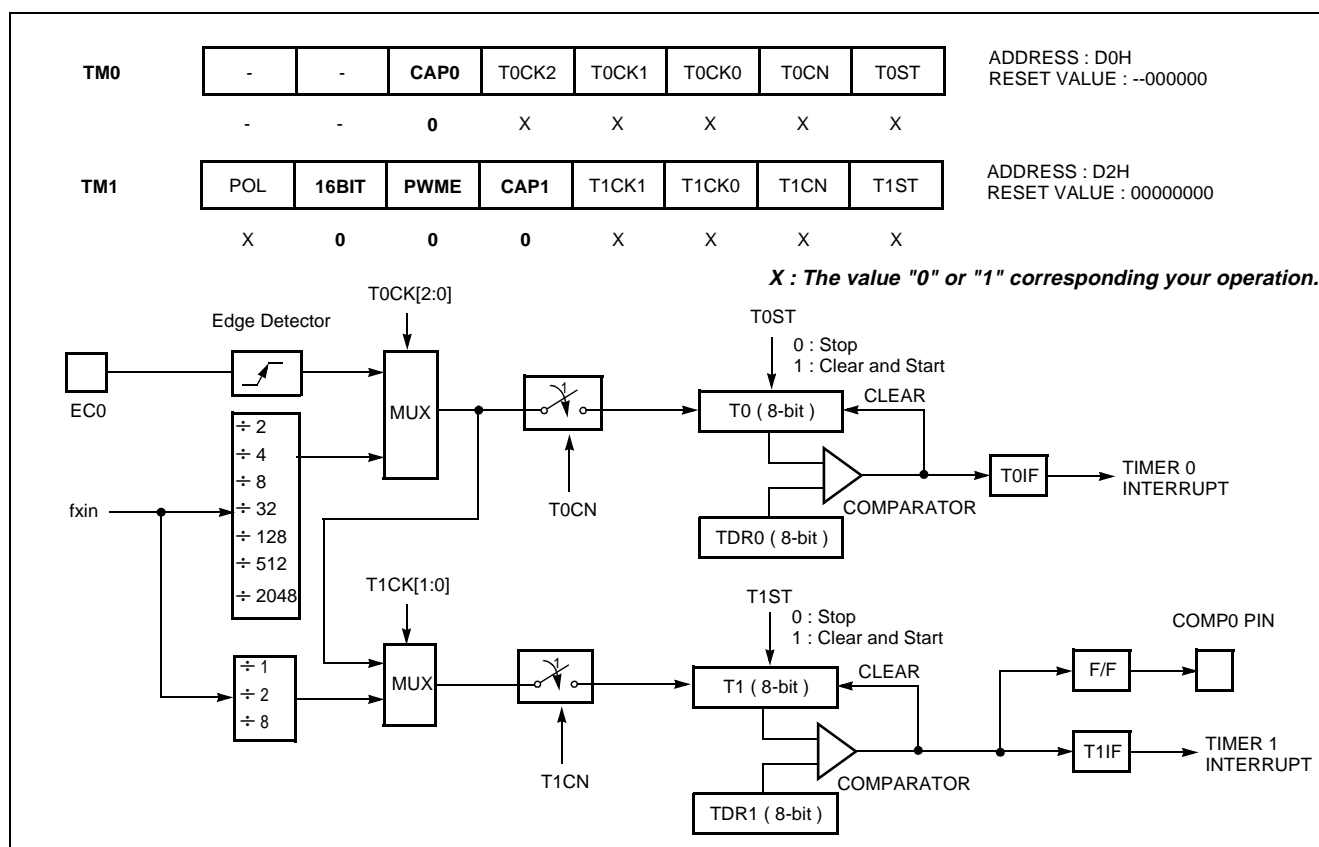 TM0 - - CAP0 T0CK2 T0CK1 T0CK0 T0CN T0ST
ADDRESS : D0H
RESET VALUE : --000000
- - 0 X X X X X
TM1 POL 16BIT PWME CAP1 T1CK1 T1CK0 T1CN T1ST
ADDRESS : D2H
RESET VALUE : 00000000
X 0 0 0 X X X X
X : The value "0" or "1" corresponding your operation.
T0CK[2:0]
Edge Detector
EC0
MUX
1
T0CN
T0ST
0 : Stop
1 : Clear and Start
T0 ( 8-bit )
CLEAR
COMPARATOR
TDR0 ( 8-bit )
T0IF
TIMER 0
INTERRUPT
fxin
÷ 2
÷ 4
÷ 8
÷ 32
÷ 128
÷ 512
÷ 2048
T1CK[1:0]
÷ 1
÷ 2
÷ 8
MUX
1
T1CN
T1ST
0 : Stop
1 : Clear and Start
T1 ( 8-bit )
CLEAR
COMPARATOR
TDR1 ( 8-bit )
COMP0 PIN
F/F
T1IF
TIMER 1
INTERRUPT